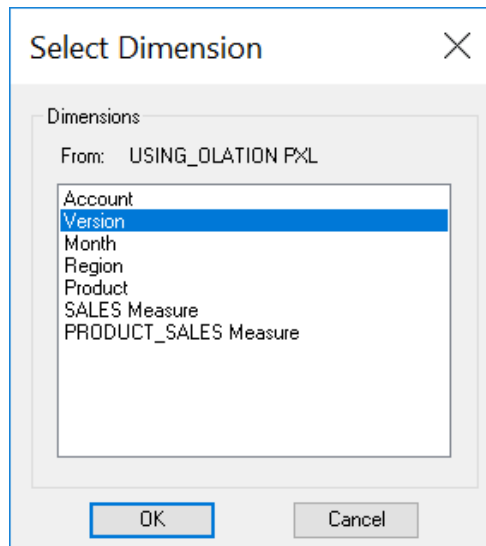 Select Dimension
Dimensions
From: USING_OLATION PXL
Account
Version
Month
Region
Product
SALES Measure
PRODUCT_SALES Measure
OK Cancel